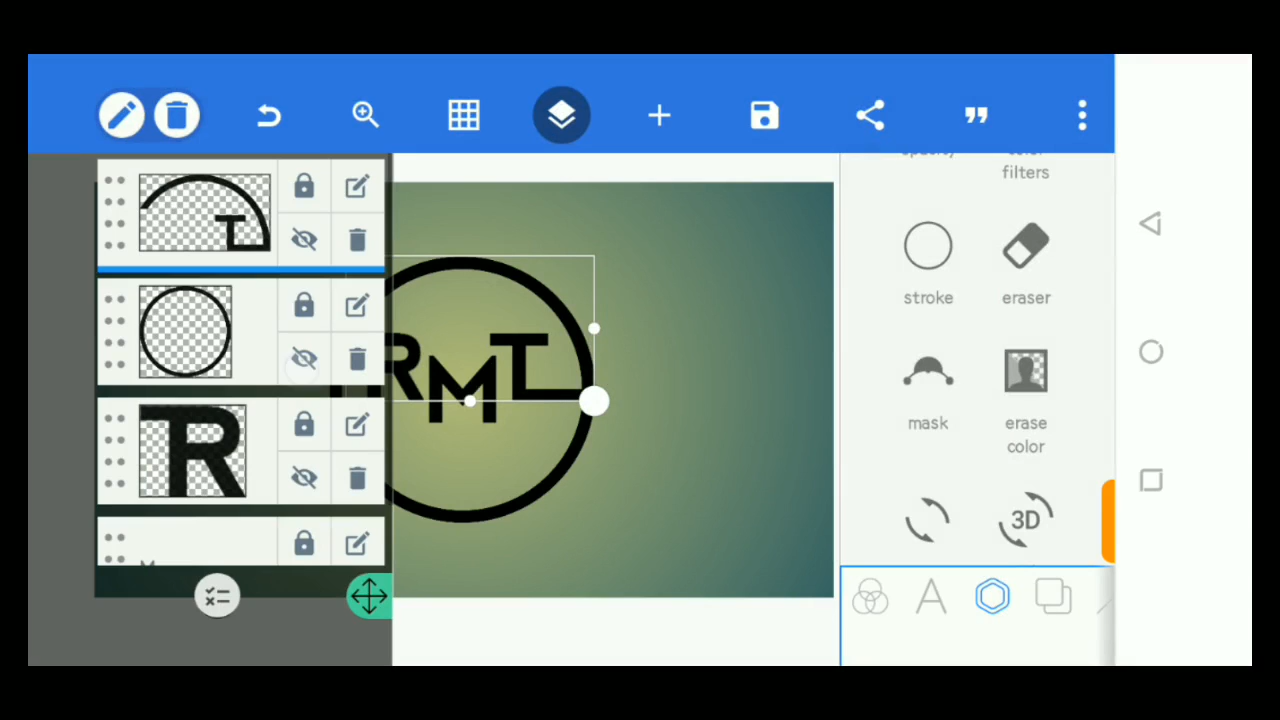 opacity
color
filters
stroke
eraser
mask
erase
color
3D
T
R
RMT